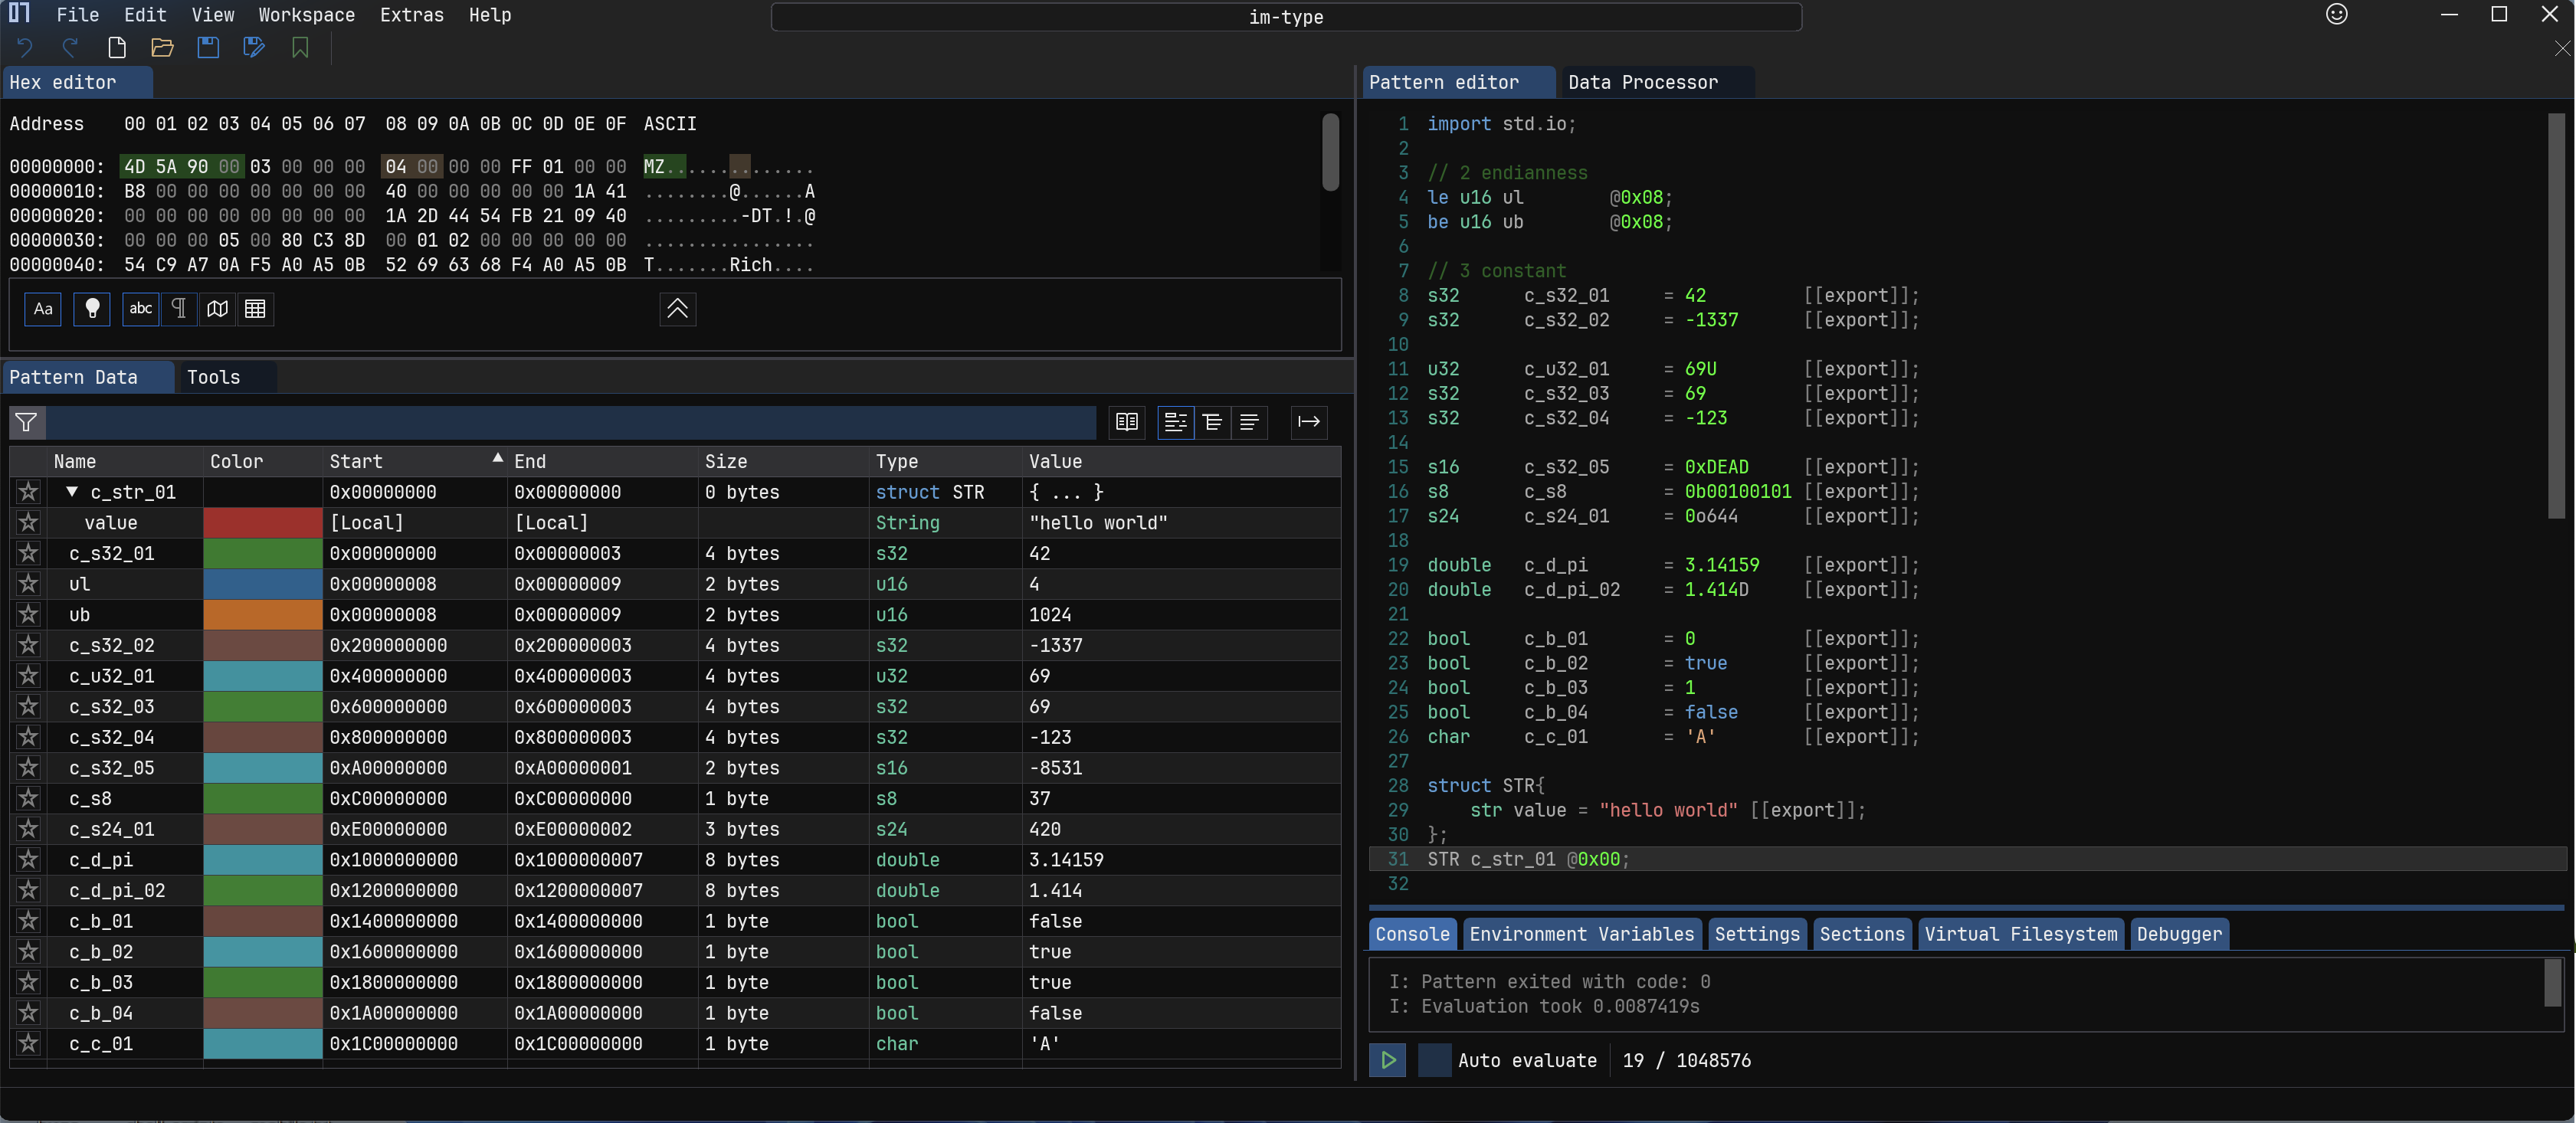 File Edit View Workspace Extras Help
im-type
Hex editor
Address 00 01 02 03 04 05 06 07 08 09 0A 0B 0C 0D 0E 0F ASCII
00000000: 4D 5A 90 00 03 00 00 00 04 00 00 00 FF 01 00 00 MZ..............
00000010: B8 00 00 00 00 00 00 00 40 00 00 00 00 00 1A 41 ........@......A
00000020: 00 00 00 00 00 00 00 00 1A 2D 44 54 FB 21 09 40 .........-DT.!.@
00000030: 00 00 00 05 00 80 C3 8D 00 01 02 00 00 00 00 00 ................
00000040: 54 C9 A7 0A F5 A0 A5 0B 52 69 63 68 F4 A0 A5 0B T.......Rich....
Aa abc
Pattern Data Tools
Name Color Start End Size Type Value
c_str_01 0x00000000 0x00000000 0 bytes struct STR { ... }
value [Local] [Local] String "hello world"
c_s32_01 0x00000000 0x00000003 4 bytes s32 42
ul 0x00000008 0x00000009 2 bytes u16 4
ub 0x00000008 0x00000009 2 bytes u16 1024
c_s32_02 0x200000000 0x200000003 4 bytes s32 -1337
c_u32_01 0x400000000 0x400000003 4 bytes u32 69
c_s32_03 0x600000000 0x600000003 4 bytes s32 69
c_s32_04 0x800000000 0x800000003 4 bytes s32 -123
c_s32_05 0xA00000000 0xA00000001 2 bytes s16 -8531
c_s8 0xC00000000 0xC00000000 1 byte s8 37
c_s24_01 0xE00000000 0xE00000002 3 bytes s24 420
c_d_pi 0x1000000000 0x1000000007 8 bytes double 3.14159
c_d_pi_02 0x1200000000 0x1200000007 8 bytes double 1.414
c_b_01 0x1400000000 0x1400000000 1 byte bool false
c_b_02 0x1600000000 0x1600000000 1 byte bool true
c_b_03 0x1800000000 0x1800000000 1 byte bool true
c_b_04 0x1A00000000 0x1A00000000 1 byte bool false
c_c_01 0x1C00000000 0x1C00000000 1 byte char 'A'
Pattern editor Data Processor
1 import std.io;
2
3 // 2 endianness
4 le u16 ul @0x08;
5 be u16 ub @0x08;
6
7 // 3 constant
8 s32 c_s32_01 = 42 [[export]];
9 s32 c_s32_02 = -1337 [[export]];
10
11 u32 c_u32_01 = 69U [[export]];
12 s32 c_s32_03 = 69 [[export]];
13 s32 c_s32_04 = -123 [[export]];
14
15 s16 c_s32_05 = 0xDEAD [[export]];
16 s8 c_s8 = 0b00100101 [[export]];
17 s24 c_s24_01 = 0o644 [[export]];
18
19 double c_d_pi = 3.14159 [[export]];
20 double c_d_pi_02 = 1.414D [[export]];
21
22 bool c_b_01 = 0 [[export]];
23 bool c_b_02 = true [[export]];
24 bool c_b_03 = 1 [[export]];
25 bool c_b_04 = false [[export]];
26 char c_c_01 = 'A' [[export]];
27
28 struct STR{
29 str value = "hello world" [[export]];
30 };
31 STR c_str_01 @0x00;
32
Console Environment Variables Settings Sections Virtual Filesystem Debugger
I: Pattern exited with code: 0
I: Evaluation took 0.0087419s
Auto evaluate 19 / 1048576